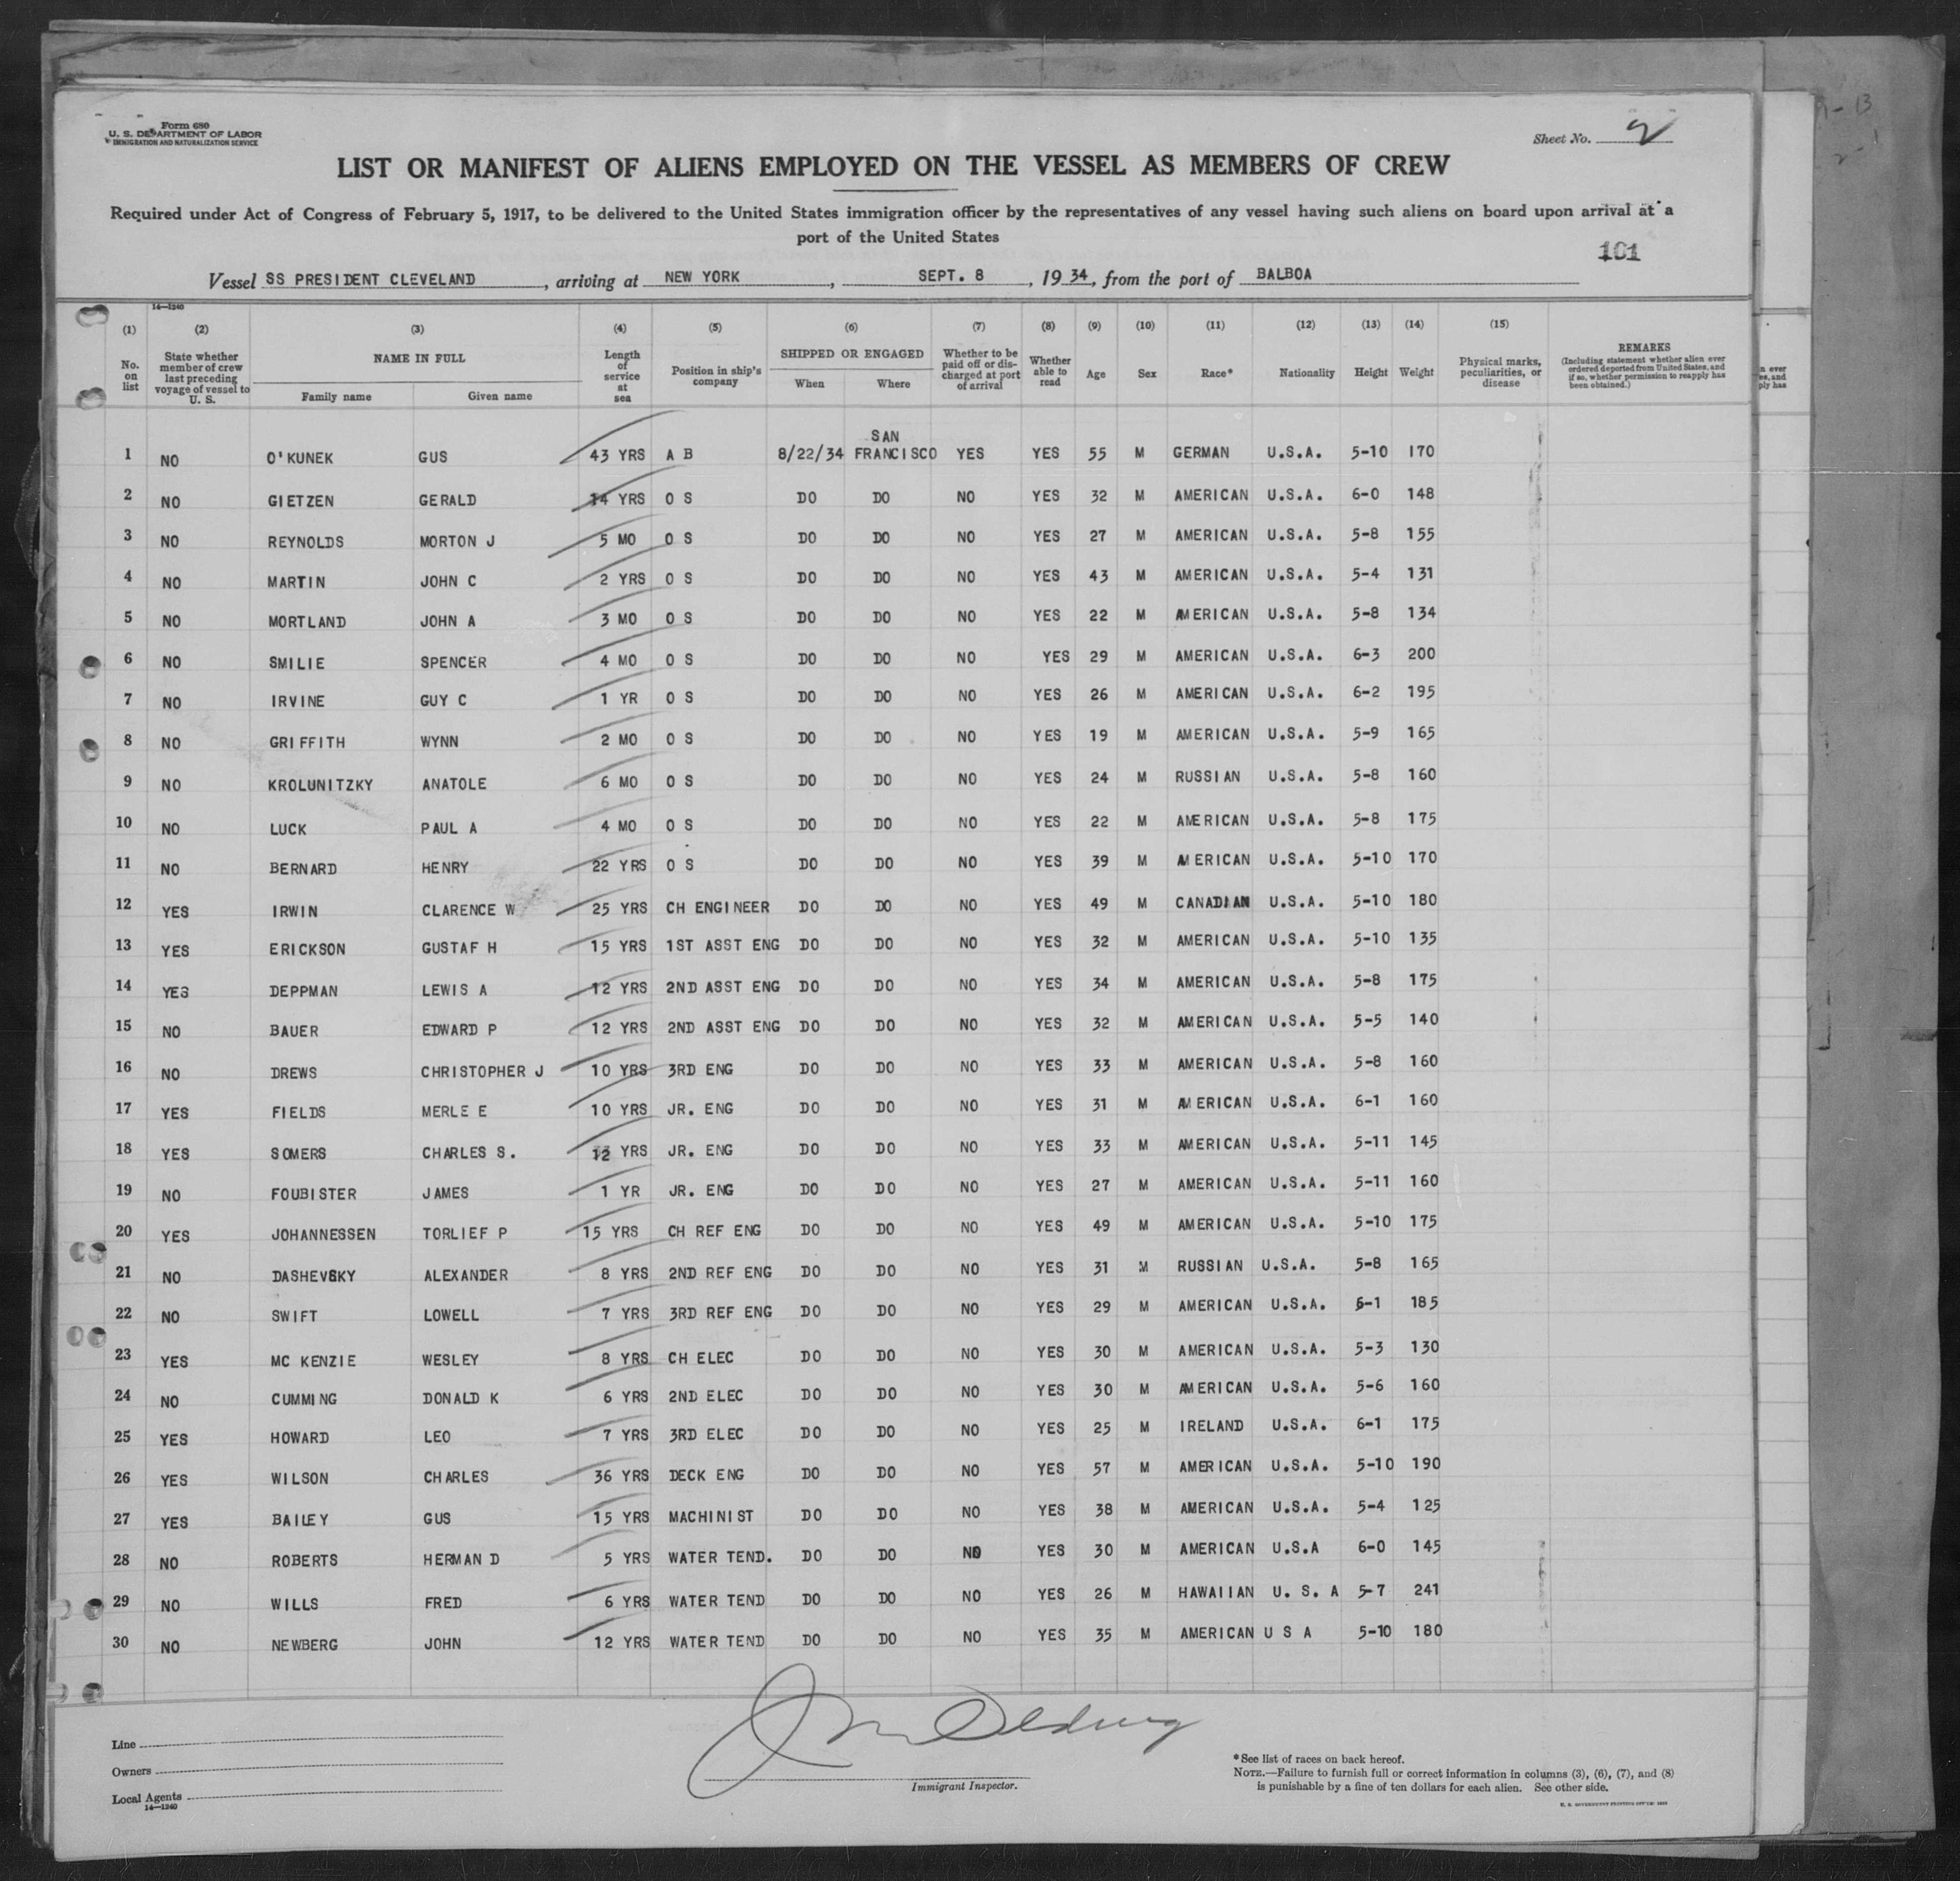 Form 680
U. S. DEPARTMENT OF LABOR
IMMIGRATION AND NATURALIZATION SERVICE
Sheet No. 2
LIST OR MANIFEST OF ALIENS EMPLOYED ON THE VESSEL AS MEMBERS OF CREW
Required under Act of Congress of February 5, 1917, to be delivered to the United States immigration officer by the representatives of any vessel having such aliens on board upon arrival at a
port of the United States
101
Vessel SS PRESIDENT CLEVELAND, arriving at NEW YORK, SEPT. 8, 19 34, from the port of BALBOA
14—1240
(1) (2) (3) (4) (5) (6) (7) (8) (9) (10) (11) (12) (13) (14) (15)
No. on list State whether member of crew last preceding voyage of vessel to U. S. NAME IN FULL Family name Given name Length of service at sea Position in ship's company SHIPPED OR ENGAGED When Where Whether to be paid off or discharged at port of arrival Whether able to read Age Sex Race* Nationality Height Weight Physical marks, peculiarities, or disease REMARKS (Including statement whether alien ever ordered deported from United States, and if so, whether permission to reapply has been obtained.)
1 NO O'KUNEK GUS 43 YRS A B 8/22/34 SAN FRANCISCO YES YES 55 M GERMAN U.S.A. 5-10 170
2 NO GIETZEN GERALD 14 YRS O S DO DO NO YES 32 M AMERICAN U.S.A. 6-0 148
3 NO REYNOLDS MORTON J 5 MO O S DO DO NO YES 27 M AMERICAN U.S.A. 5-8 155
4 NO MARTIN JOHN C 2 YRS O S DO DO NO YES 43 M AMERICAN U.S.A. 5-4 131
5 NO MORTLAND JOHN A 3 MO O S DO DO NO YES 22 M AMERICAN U.S.A. 5-8 134
6 NO SMILIE SPENCER 4 MO O S DO DO NO YES 29 M AMERICAN U.S.A. 6-3 200
7 NO IRVINE GUY C 1 YR O S DO DO NO YES 26 M AMERICAN U.S.A. 6-2 195
8 NO GRIFFITH WYNN 2 MO O S DO DO NO YES 19 M AMERICAN U.S.A. 5-9 165
9 NO KROLUNITZKY ANATOLE 6 MO O S DO DO NO YES 24 M RUSSIAN U.S.A. 5-8 160
10 NO LUCK PAUL A 4 MO O S DO DO NO YES 22 M AMERICAN U.S.A. 5-8 175
11 NO BERNARD HENRY 22 YRS O S DO DO NO YES 39 M AMERICAN U.S.A. 5-10 170
12 YES IRWIN CLARENCE W 25 YRS CH ENGINEER DO DO NO YES 49 M CANADIAN U.S.A. 5-10 180
13 YES ERICKSON GUSTAF H 15 YRS 1ST ASST ENG DO DO NO YES 32 M AMERICAN U.S.A. 5-10 135
14 YES DEPPMAN LEWIS A 12 YRS 2ND ASST ENG DO DO NO YES 34 M AMERICAN U.S.A. 5-8 175
15 NO BAUER EDWARD P 12 YRS 2ND ASST ENG DO DO NO YES 32 M AMERICAN U.S.A. 5-5 140
16 NO DREWS CHRISTOPHER J 10 YRS 3RD ENG DO DO NO YES 33 M AMERICAN U.S.A. 5-8 160
17 YES FIELDS MERLE E 10 YRS JR. ENG DO DO NO YES 31 M AMERICAN U.S.A. 6-1 160
18 YES SOMERS CHARLES S. 12 YRS JR. ENG DO DO NO YES 33 M AMERICAN U.S.A. 5-11 145
19 NO FOUBISTER JAMES 1 YR JR. ENG DO DO NO YES 27 M AMERICAN U.S.A. 5-11 160
20 YES JOHANNESSEN TORLIEF P 15 YRS CH REF ENG DO DO NO YES 49 M AMERICAN U.S.A. 5-10 175
21 NO DASHEVSKY ALEXANDER 8 YRS 2ND REF ENG DO DO NO YES 31 M RUSSIAN U.S.A. 5-8 165
22 NO SWIFT LOWELL 7 YRS 3RD REF ENG DO DO NO YES 29 M AMERICAN U.S.A. 6-1 185
23 YES MC KENZIE WESLEY 8 YRS CH ELEC DO DO NO YES 30 M AMERICAN U.S.A. 5-3 130
24 NO CUMMING DONALD K 6 YRS 2ND ELEC DO DO NO YES 30 M AMERICAN U.S.A. 5-6 160
25 YES HOWARD LEO 7 YRS 3RD ELEC DO DO NO YES 25 M IRELAND U.S.A. 6-1 175
26 YES WILSON CHARLES 36 YRS DECK ENG DO DO NO YES 57 M AMERICAN U.S.A. 5-10 190
27 YES BAILEY GUS 15 YRS MACHINIST DO DO NO YES 38 M AMERICAN U.S.A. 5-4 125
28 NO ROBERTS HERMAN D 5 YRS WATER TEND. DO DO NO YES 30 M AMERICAN U.S.A 6-0 145
29 NO WILLS FRED 6 YRS WATER TEND DO DO NO YES 26 M HAWAIIAN U. S. A 5-7 241
30 NO NEWBERG JOHN 12 YRS WATER TEND DO DO NO YES 35 M AMERICAN U S A 5-10 180
Line
Owners
Local Agents
14—1240
Immigrant Inspector.
*See list of races on back hereof.
NOTE.—Failure to furnish full or correct information in columns (3), (6), (7), and (8)
is punishable by a fine of ten dollars for each alien. See other side.